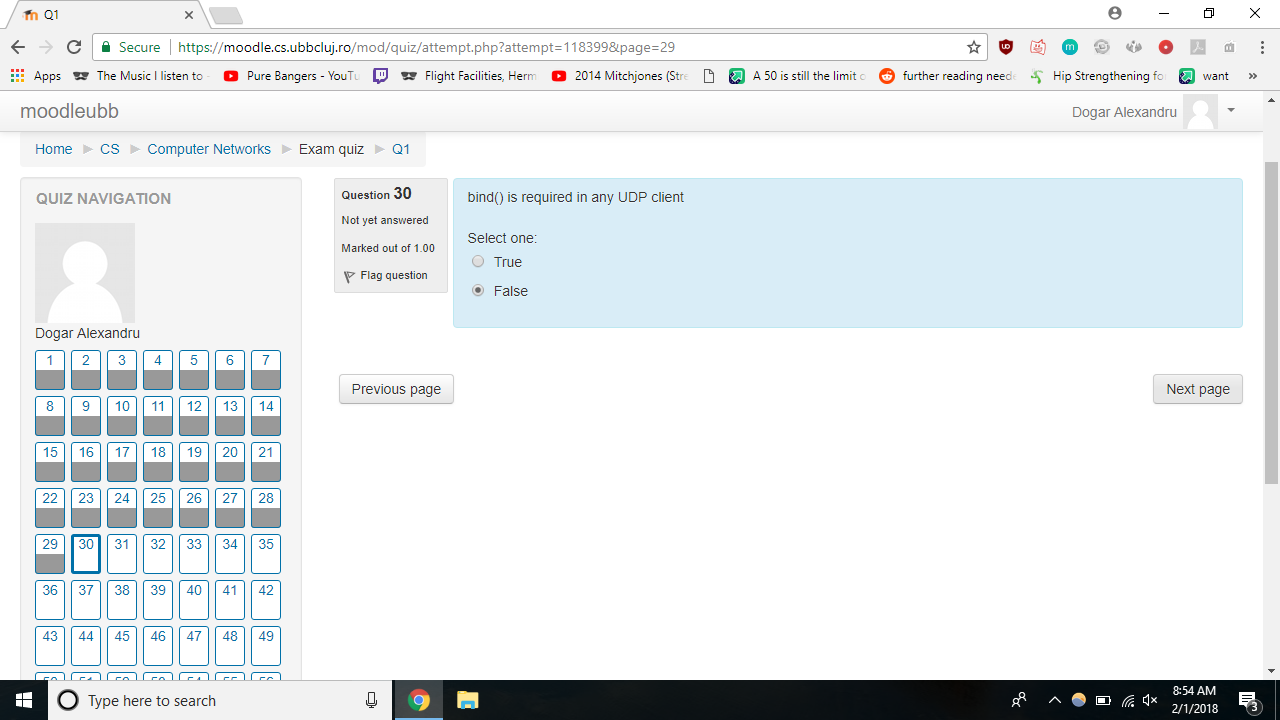 Q1
Secure
https://moodle.cs.ubbcluj.ro/mod/quiz/attempt.php?attempt=118399&page=29
Apps
The Music I listen to
Pure Bangers - YouTu
Flight Facilities, Herm
2014 Mitchjones (Stre
A 50 is still the limit o
further reading neede
Hip Strengthening fo
want
»
moodleubb
Dogar Alexandru
Home ► CS ► Computer Networks ► Exam quiz ► Q1
QUIZ NAVIGATION
Dogar Alexandru
1 2 3 4 5 6 7
8 9 10 11 12 13 14
15 16 17 18 19 20 21
22 23 24 25 26 27 28
29 30 31 32 33 34 35
36 37 38 39 40 41 42
43 44 45 46 47 48 49
50 51 52 53 54 55 56
Question 30
Not yet answered
Marked out of 1.00
Flag question
bind() is required in any UDP client
Select one:
True
False
Previous page
Next page
Type here to search
8:54 AM
2/1/2018
3